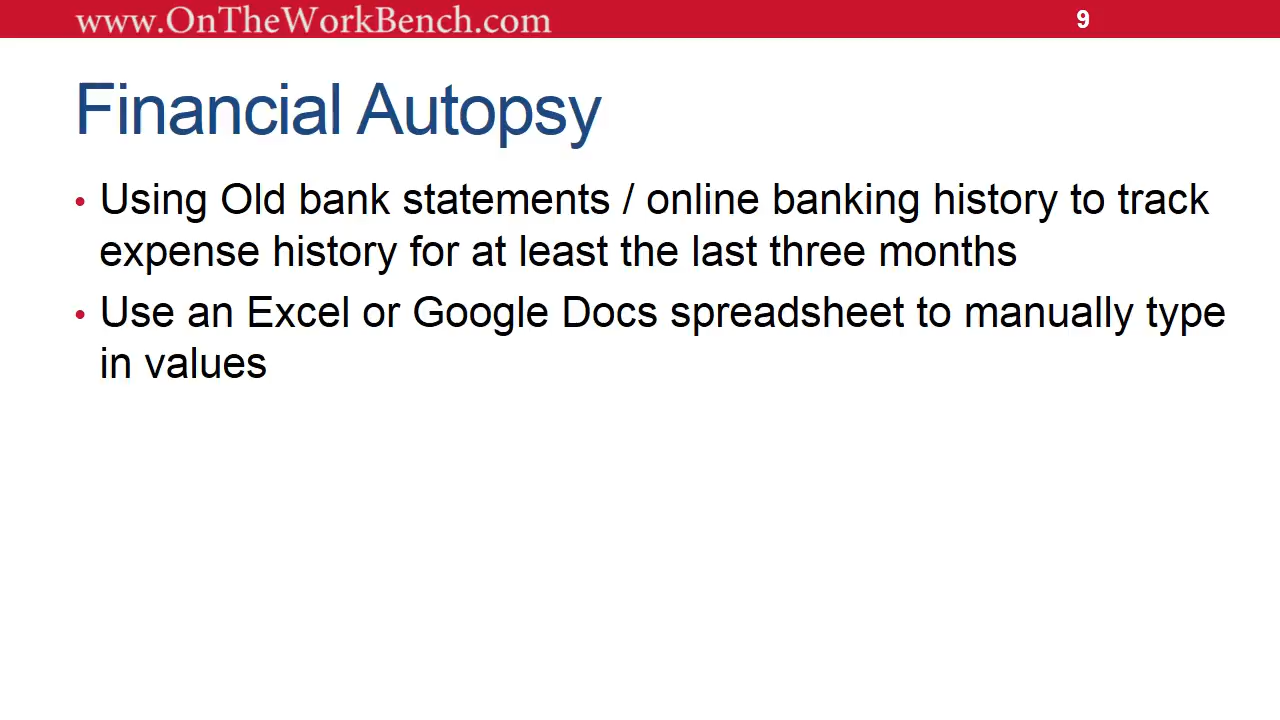 www.OnTheWorkBench.com
9
Financial Autopsy
• Using Old bank statements / online banking history to track
expense history for at least the last three months
• Use an Excel or Google Docs spreadsheet to manually type
in values